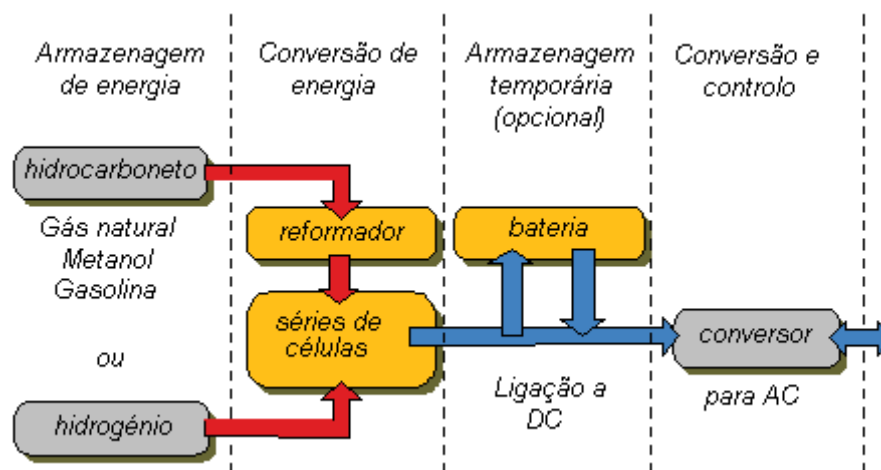 Armazenagem
de energia
Conversão de
energia
Armazenagem
temporária
(opcional)
Conversão e
controlo
hidrocarboneto
Gás natural
Metanol
Gasolina
ou
hidrogénio
reformador
séries de
células
bateria
Ligação a
DC
conversor
para AC